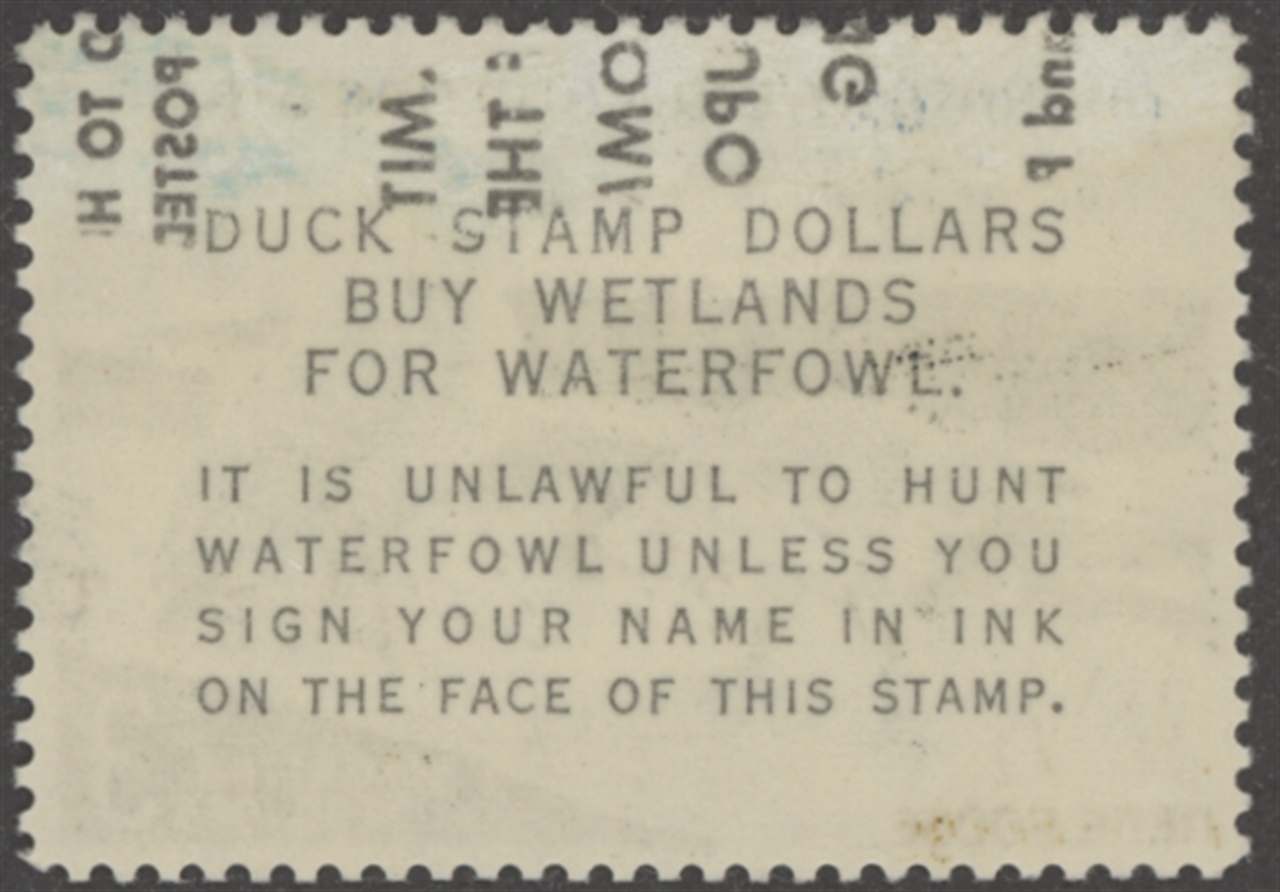 DUCK STAMP DOLLARS
BUY WETLANDS
FOR WATERFOWL.
IT IS UNLAWFUL TO HUNT
WATERFOWL UNLESS YOU
SIGN YOUR NAME IN INK
ON THE FACE OF THIS STAMP.